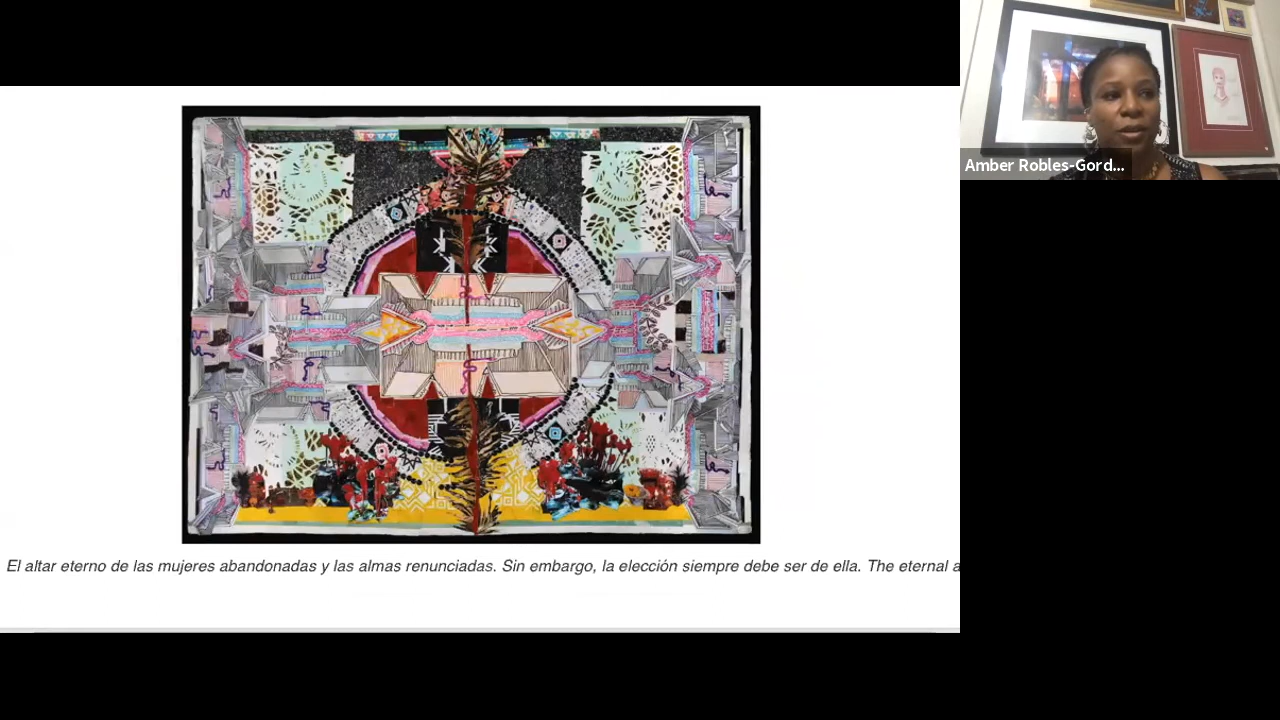 Amber Robles-Gord...
El altar eterno de las mujeres abandonadas y las almas renunciadas. Sin embargo, la elección siempre debe ser de ella. The eternal a